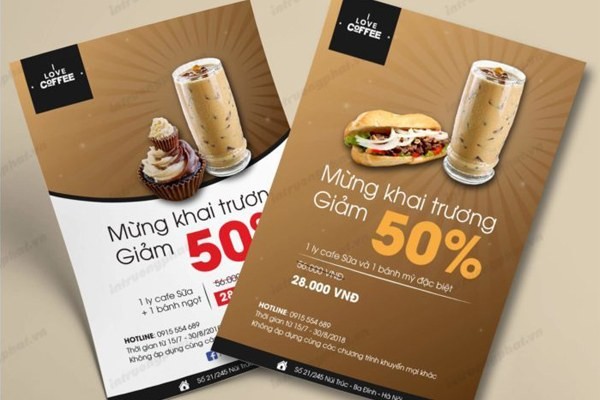 I
LOVE
COFFEE
Mừng khai trương
Giảm 50%
1 ly cafe Sữa
+ 1 bánh ngọt
56.000
28
HOTLINE: 0915 554 689
Thời gian từ 15/7 - 30/8/2018
Không áp dụng cùng
Số 21/245 Núi
I
LOVE
COFFEE
Mừng khai trương
Giảm 50%
1 ly cafe Sữa và 1 bánh mỳ đặc biệt
56.000 VNĐ
28.000 VNĐ
HOTLINE: 0915 554 689
Thời gian từ 15/7 - 30/8/2018
Không áp dụng cùng các chương trình khuyến mại khác
Số 21/245 Núi Trúc - Ba Đình - Hà Nội